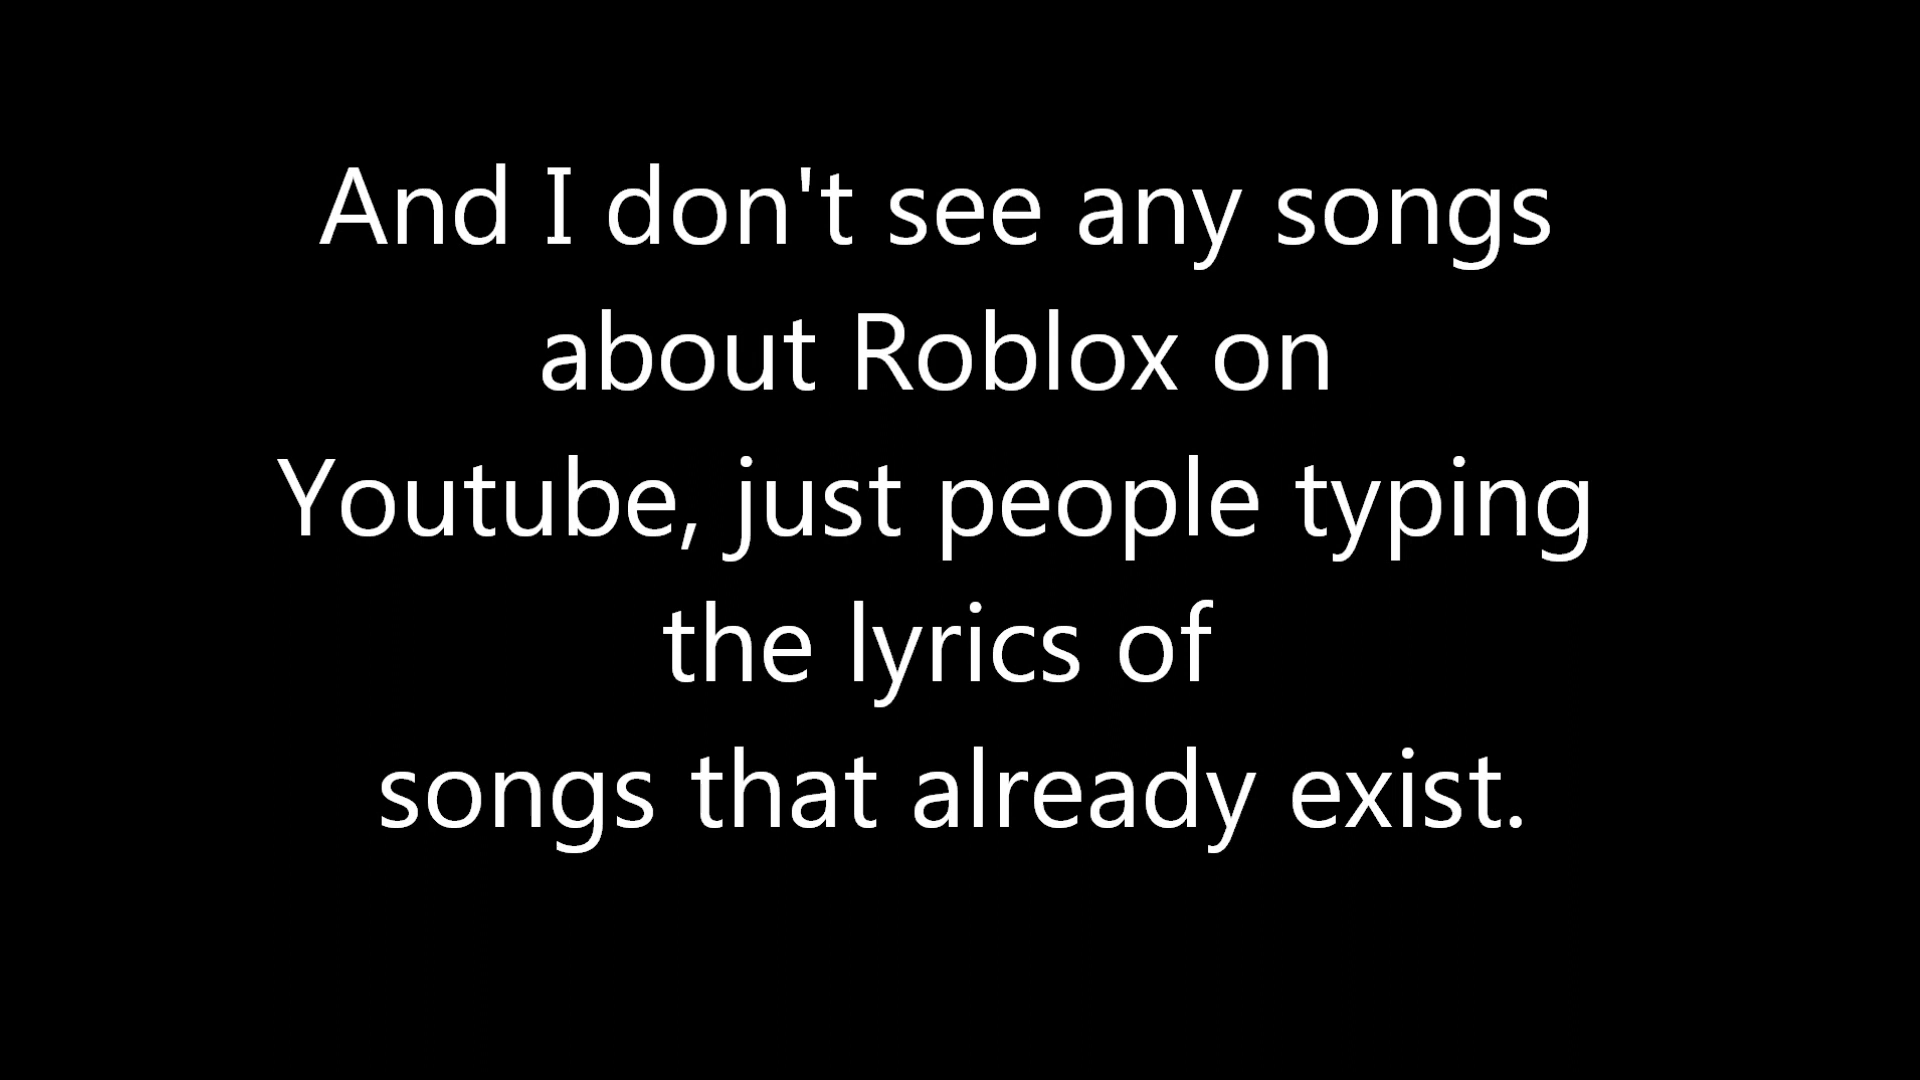 And I don't see any songs
about Roblox on
Youtube, just people typing
the lyrics of
songs that already exist.